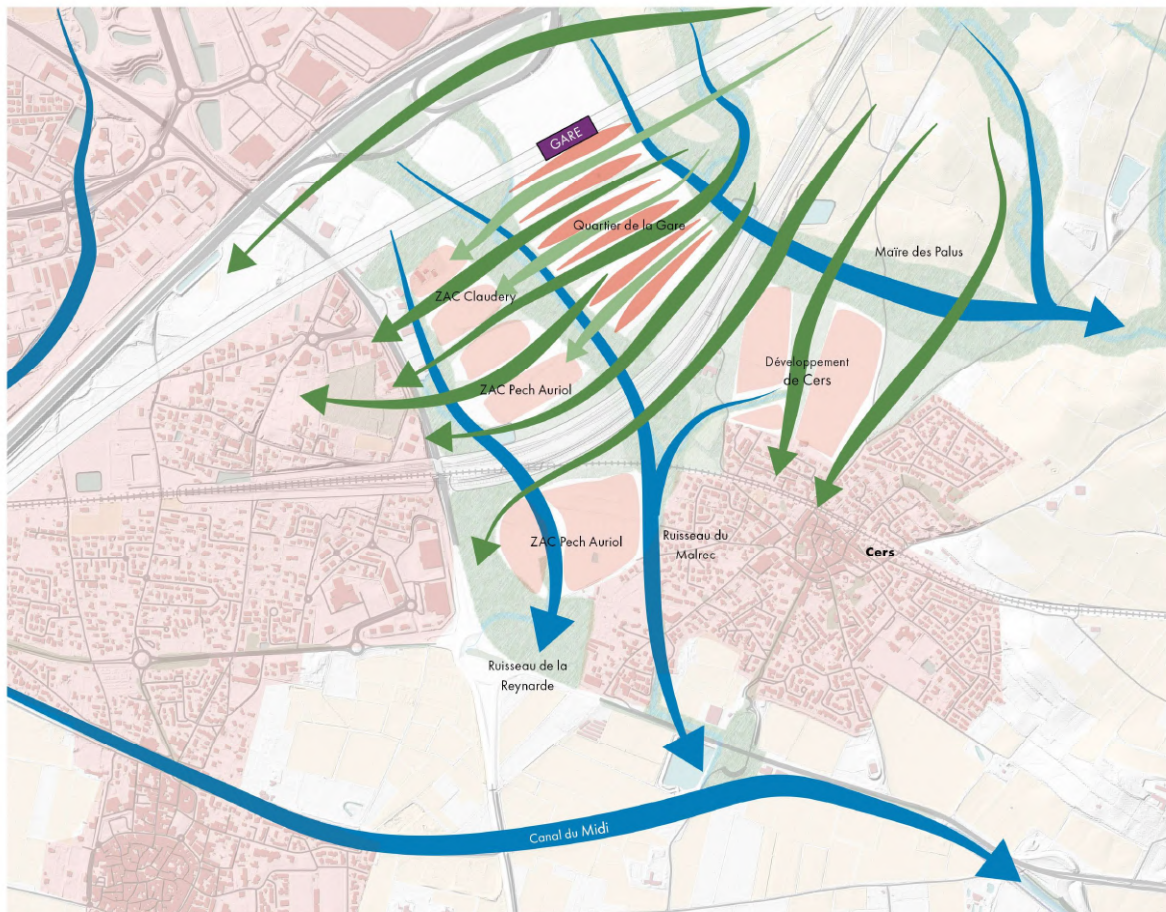 GARE
Quartier de la Gare
Maïre des Palus
ZAC Claudery
Développement
de Cers
ZAC Pech Auriol
ZAC Pech Auriol
Ruisseau du
Malrec
Cers
Ruisseau de la
Reynarde
Canal du Midi